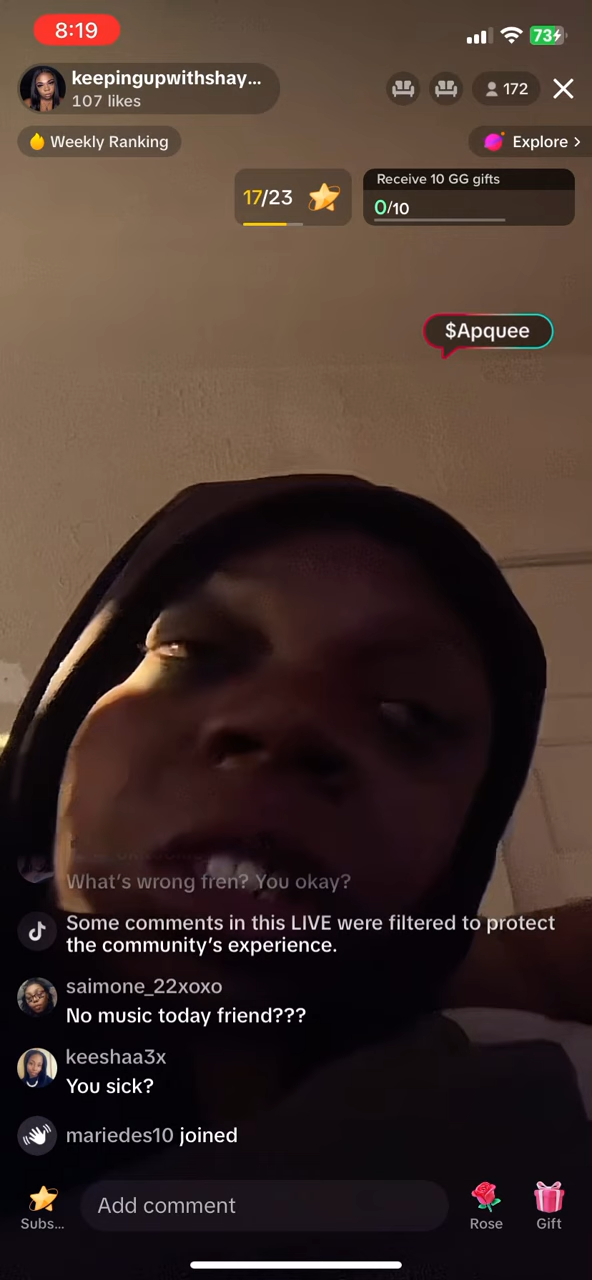 8:19
73
keepingupwithshay...
107 likes
172
Weekly Ranking
Explore >
17/23
Receive 10 GG gifts
0/10
$Apquee
What's wrong fren? You okay?
Some comments in this LIVE were filtered to protect
the community's experience.
saimone_22xoxo
No music today friend???
keeshaa3x
You sick?
mariedes10 joined
Add comment
Subs...
Rose
Gift